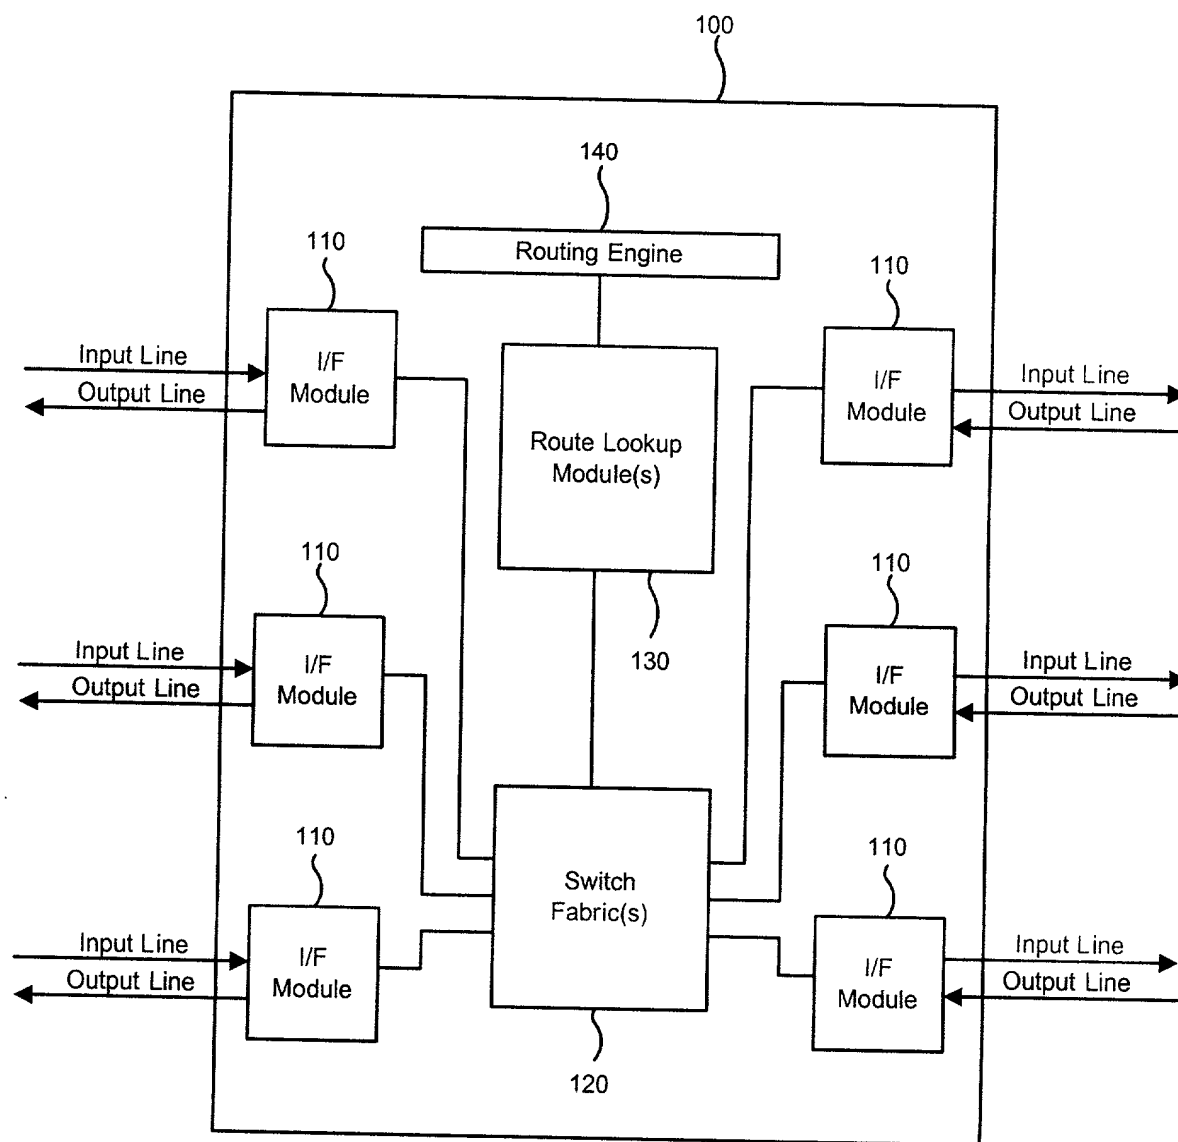 100
140
Routing Engine
110
110
Input Line
Output Line
I/F
Module
Route Lookup
Module(s)
I/F
Module
Input Line
Output Line
110
110
130
Input Line
Output Line
I/F
Module
I/F
Module
Input Line
Output Line
110
110
Input Line
Output Line
I/F
Module
Switch
Fabric(s)
I/F
Module
Input Line
Output Line
120